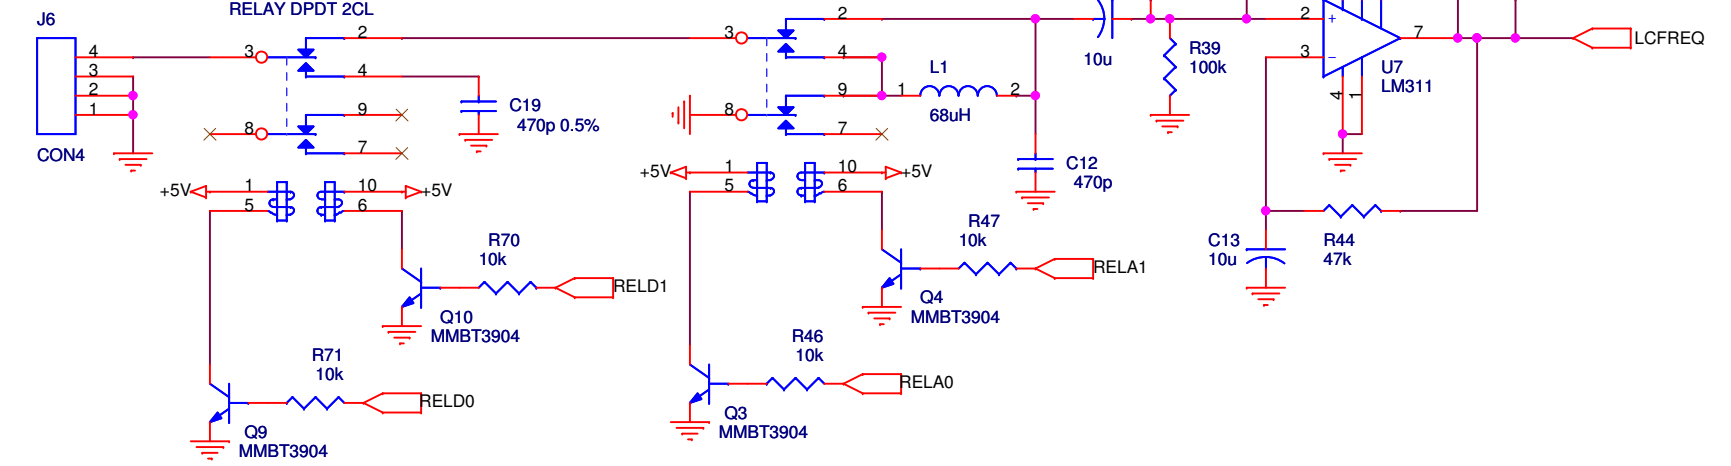 RELAY DPDT 2CL
J6
4
3
2
1
CON4
3
2
4
8
9
7
C19
470p 0.5%
+5V
1
5
10
6
+5V
R70
10k
RELD1
Q10
MMBT3904
R71
10k
RELD0
Q9
MMBT3904
3
2
4
8
9
7
L1
1
2
68uH
10u
R39
100k
C12
470p
+5V
1
5
10
6
+5V
R47
10k
RELA1
Q4
MMBT3904
R46
10k
RELA0
Q3
MMBT3904
2
+
3
−
7
4
1
U7
LM311
LCFREQ
C13
10u
R44
47k